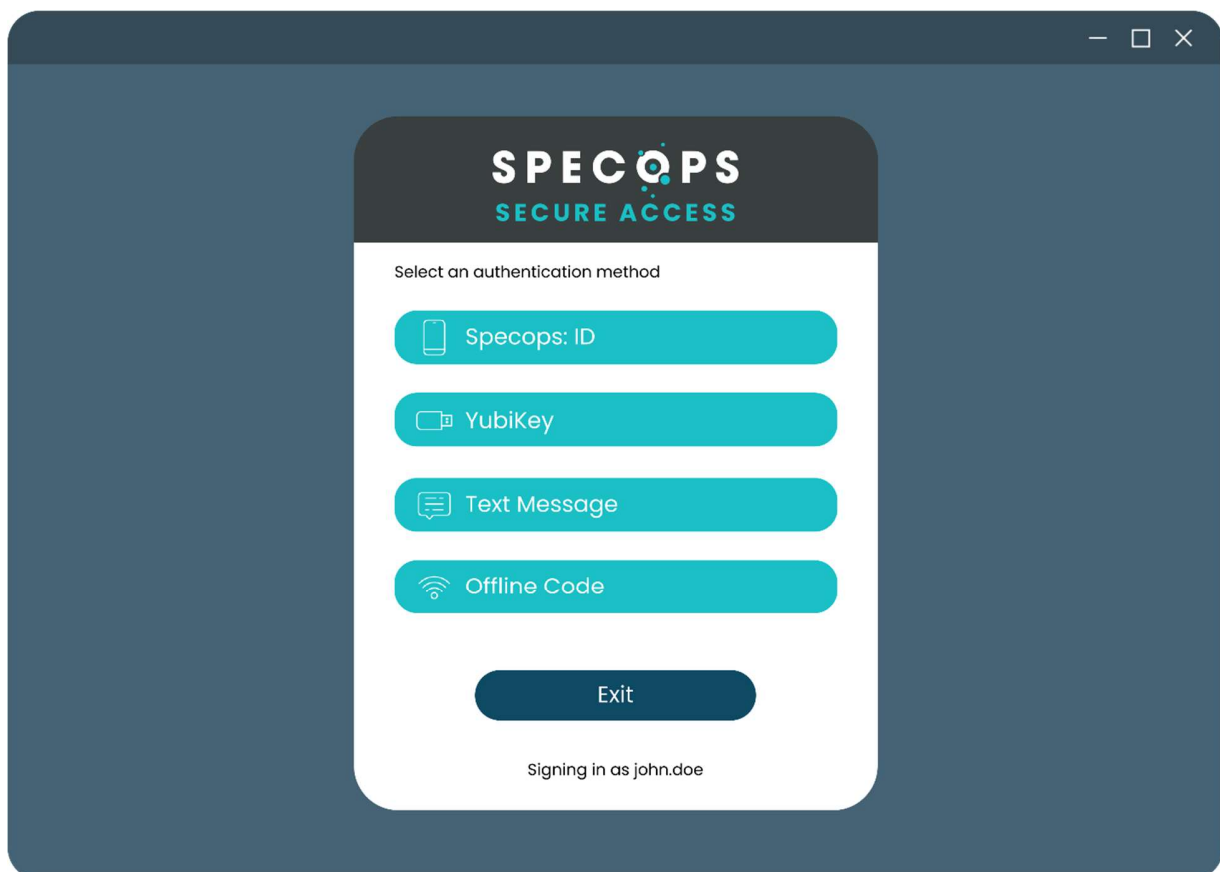 SPECOPS
SECURE ACCESS
Select an authentication method
Specops: ID
YubiKey
Text Message
Offline Code
Exit
Signing in as john.doe